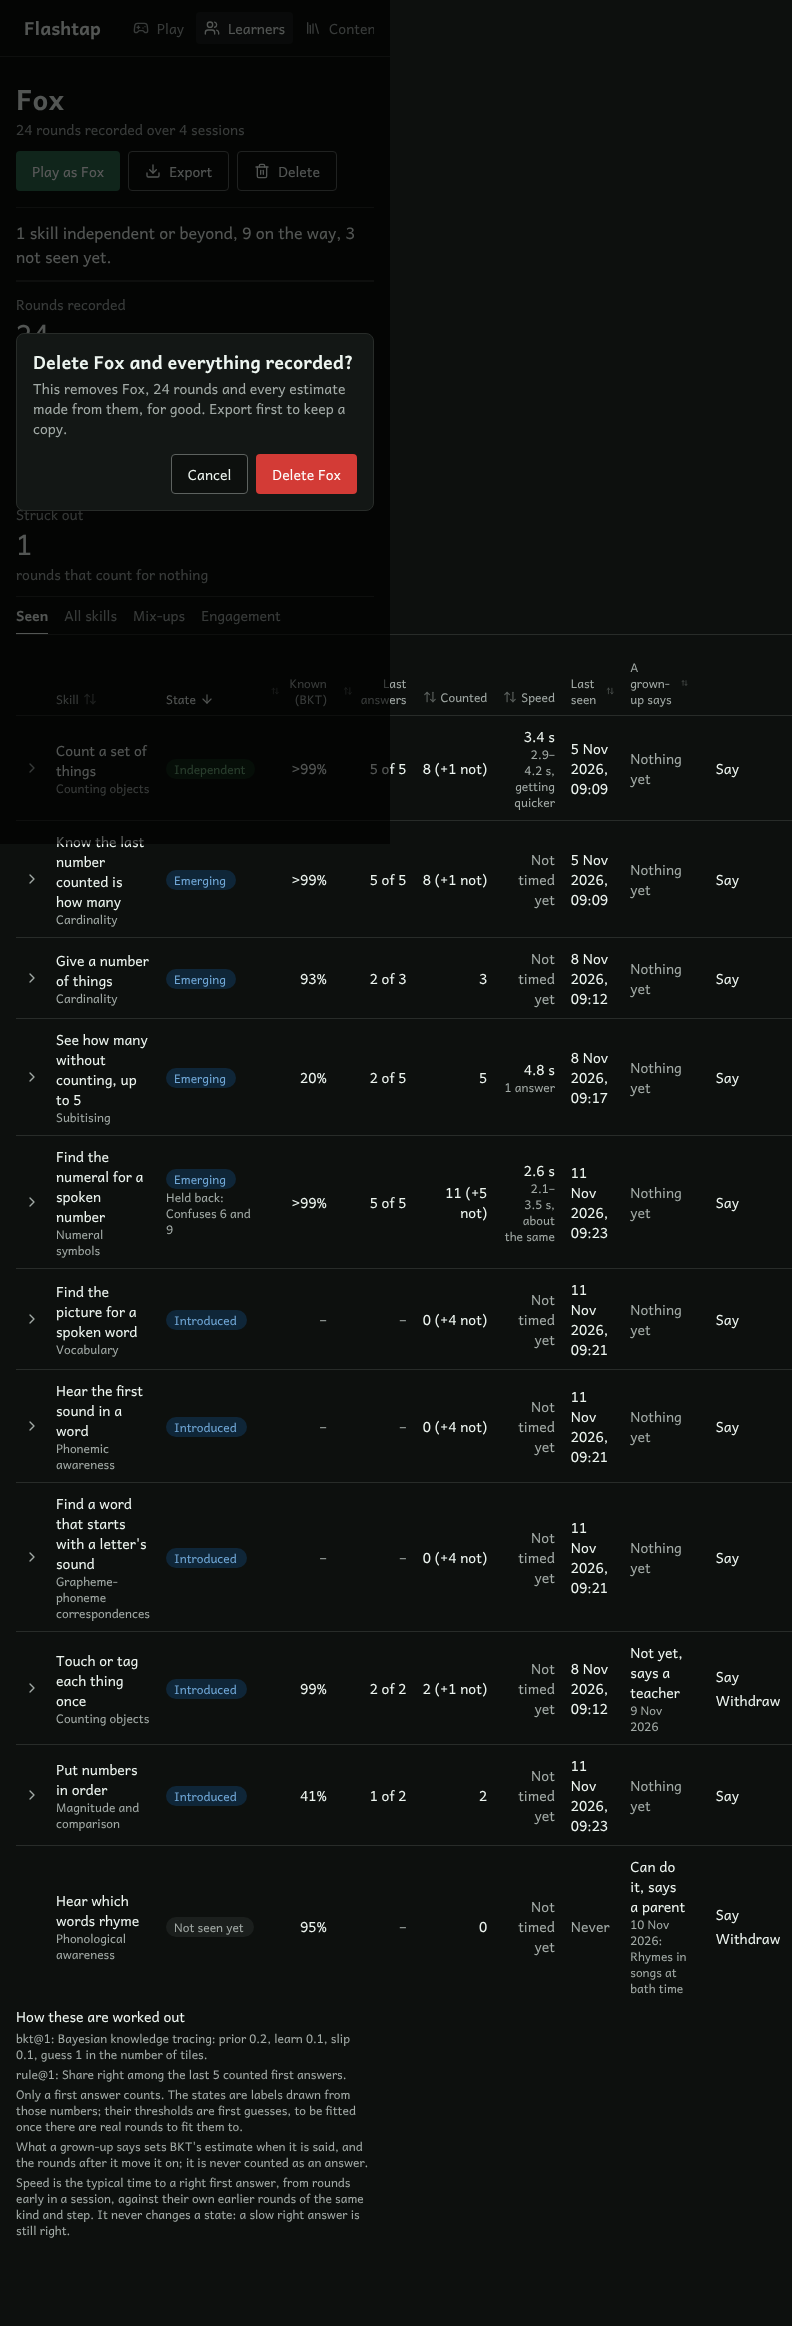 Flashtap
Play
Learners
Conten
Fox
24 rounds recorded over 4 sessions
Play as Fox
Export
Delete
1 skill independent or beyond, 9 on the way, 3
not seen yet.
Rounds recorded
24
Delete Fox and everything recorded?
This removes Fox, 24 rounds and every estimate
made from them, for good. Export first to keep a
copy.
Cancel
Delete Fox
Struck out
1
rounds that count for nothing
Seen
All skills
Mix-ups
Engagement
Skill
State
Known
(BKT)
Last
answers
Counted
Speed
Last
seen
A
grown-
up says
Count a set of
things
Counting objects
Independent
>99%
5 of 5
8 (+1 not)
3.4 s
2.9–
4.2 s,
getting
quicker
5 Nov
2026,
09:09
Nothing
yet
Say
Know the last
number
counted is
how many
Cardinality
Emerging
>99%
5 of 5
8 (+1 not)
Not
timed
yet
5 Nov
2026,
09:09
Nothing
yet
Say
Give a number
of things
Cardinality
Emerging
93%
2 of 3
3
Not
timed
yet
8 Nov
2026,
09:12
Nothing
yet
Say
See how many
without
counting, up
to 5
Subitising
Emerging
20%
2 of 5
5
4.8 s
1 answer
8 Nov
2026,
09:17
Nothing
yet
Say
Find the
numeral for a
spoken
number
Numeral
symbols
Emerging
Held back:
Confuses 6 and
9
>99%
5 of 5
11 (+5
not)
2.6 s
2.1–
3.5 s,
about
the same
11
Nov
2026,
09:23
Nothing
yet
Say
Find the
picture for a
spoken word
Vocabulary
Introduced
–
–
0 (+4 not)
Not
timed
yet
11
Nov
2026,
09:21
Nothing
yet
Say
Hear the first
sound in a
word
Phonemic
awareness
Introduced
–
–
0 (+4 not)
Not
timed
yet
11
Nov
2026,
09:21
Nothing
yet
Say
Find a word
that starts
with a letter's
sound
Grapheme-
phoneme
correspondences
Introduced
–
–
0 (+4 not)
Not
timed
yet
11
Nov
2026,
09:21
Nothing
yet
Say
Touch or tag
each thing
once
Counting objects
Introduced
99%
2 of 2
2 (+1 not)
Not
timed
yet
8 Nov
2026,
09:12
Not yet,
says a
teacher
9 Nov
2026
Say
Withdraw
Put numbers
in order
Magnitude and
comparison
Introduced
41%
1 of 2
2
Not
timed
yet
11
Nov
2026,
09:23
Nothing
yet
Say
Hear which
words rhyme
Phonological
awareness
Not seen yet
95%
–
0
Not
timed
yet
Never
Can do
it, says
a parent
10 Nov
2026:
Rhymes in
songs at
bath time
Say
Withdraw
How these are worked out
bkt@1: Bayesian knowledge tracing: prior 0.2, learn 0.1, slip
0.1, guess 1 in the number of tiles.
rule@1: Share right among the last 5 counted first answers.
Only a first answer counts. The states are labels drawn from
those numbers; their thresholds are first guesses, to be fitted
once there are real rounds to fit them to.
What a grown-up says sets BKT's estimate when it is said, and
the rounds after it move it on; it is never counted as an answer.
Speed is the typical time to a right first answer, from rounds
early in a session, against their own earlier rounds of the same
kind and step. It never changes a state: a slow right answer is
still right.